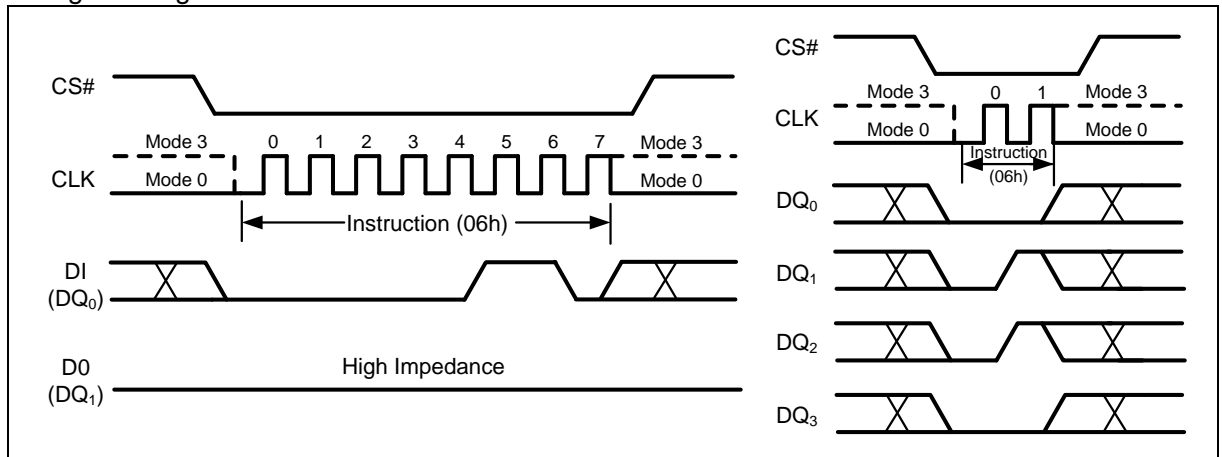 CS#
Mode 3 0 1 2 3 4 5 6 7 Mode 3
CLK
Mode 0 Mode 0
Instruction (06h)
DI
(DQ0)
D0
(DQ1)
High Impedance
CS#
Mode 3 0 1 Mode 3
CLK
Mode 0 Mode 0
Instruction
(06h)
DQ0
DQ1
DQ2
DQ3